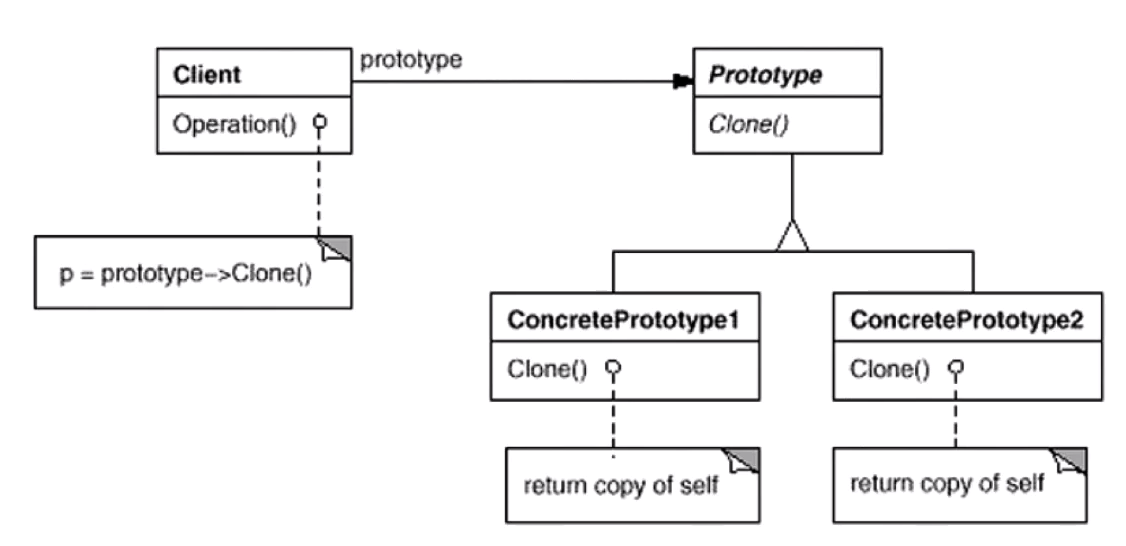 Client
Operation()
prototype
Prototype
Clone()
p = prototype–>Clone()
ConcretePrototype1
Clone()
return copy of self
ConcretePrototype2
Clone()
return copy of self